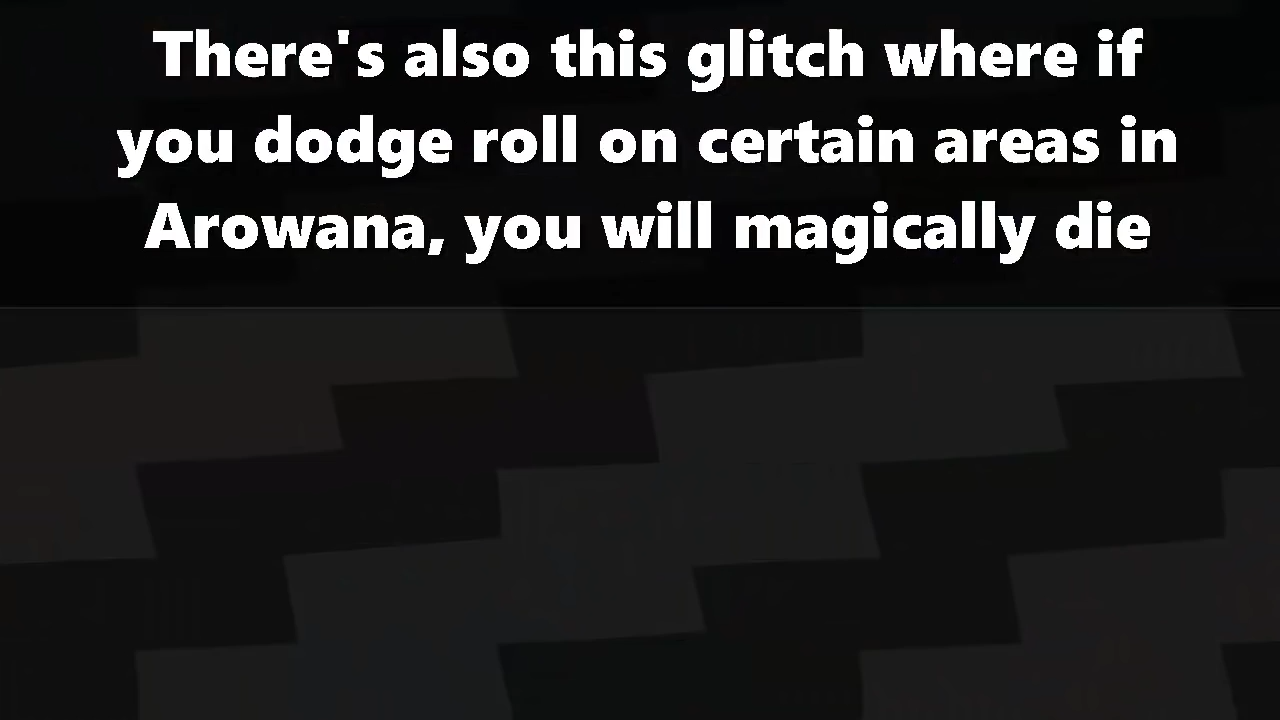 There's also this glitch where if
you dodge roll on certain areas in
Arowana, you will magically die